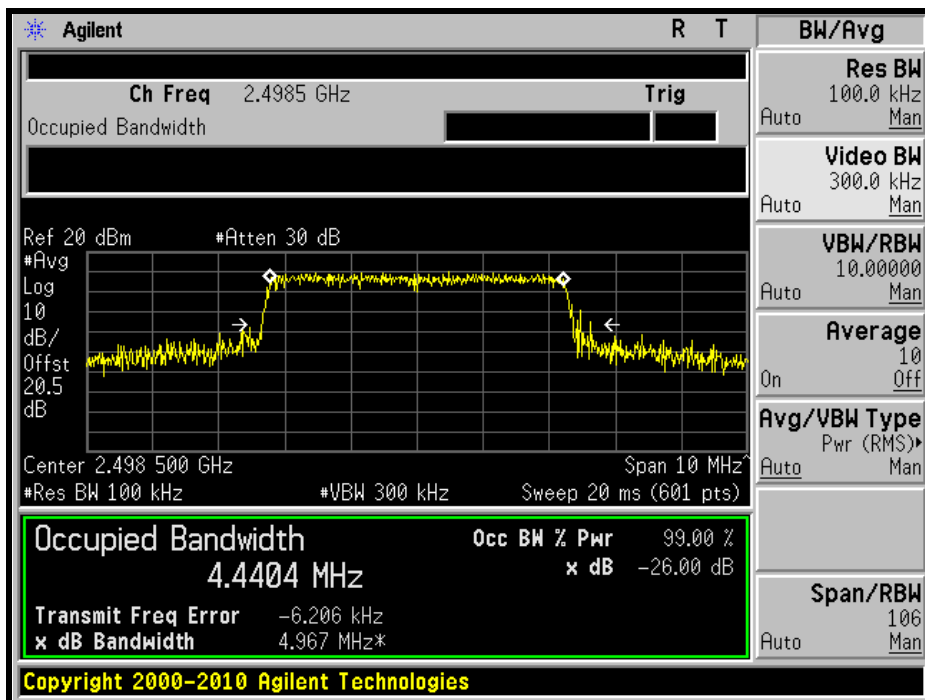 Agilent R T
Ch Freq 2.4985 GHz Trig
Occupied Bandwidth
Ref 20 dBm #Atten 30 dB
#Avg
Log
10
dB/
Offst
20.5
dB
Center 2.498 500 GHz Span 10 MHz^
#Res BW 100 kHz #VBW 300 kHz Sweep 20 ms (601 pts)
Occupied Bandwidth
4.4404 MHz
Occ BW % Pwr 99.00 %
x dB -26.00 dB
Transmit Freq Error -6.206 kHz
x dB Bandwidth 4.967 MHz*
Copyright 2000-2010 Agilent Technologies
BW/Avg
Res BW
100.0 kHz
Auto Man
Video BW
300.0 kHz
Auto Man
VBW/RBW
10.00000
Auto Man
Average
10
On Off
Avg/VBW Type
Pwr (RMS)▸
Auto Man
Span/RBW
106
Auto Man